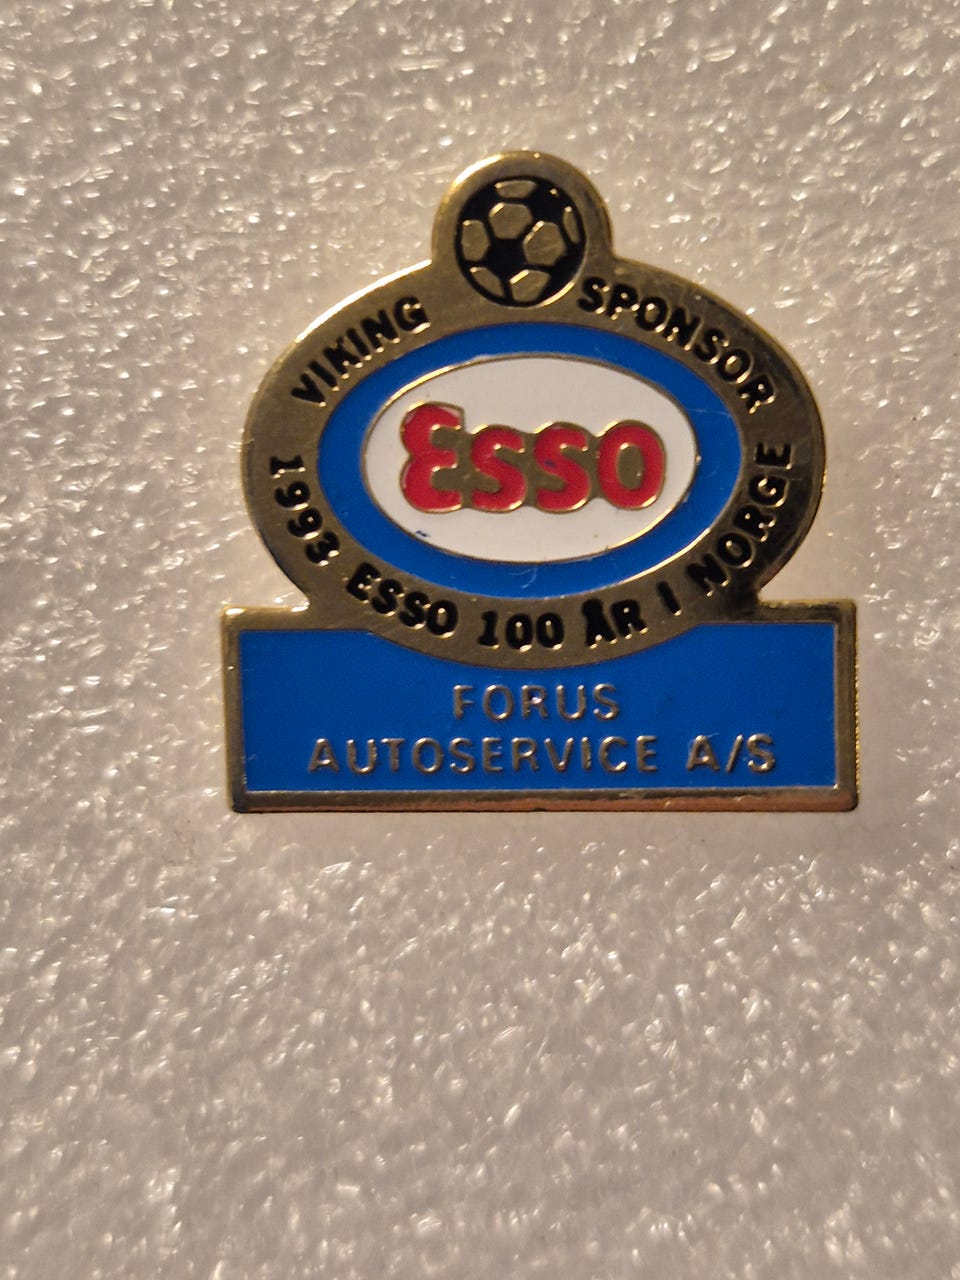 VIKING SPONSOR
Esso
1993 ESSO 100 ÅR I NORGE
FORUS
AUTOSERVICE A/S